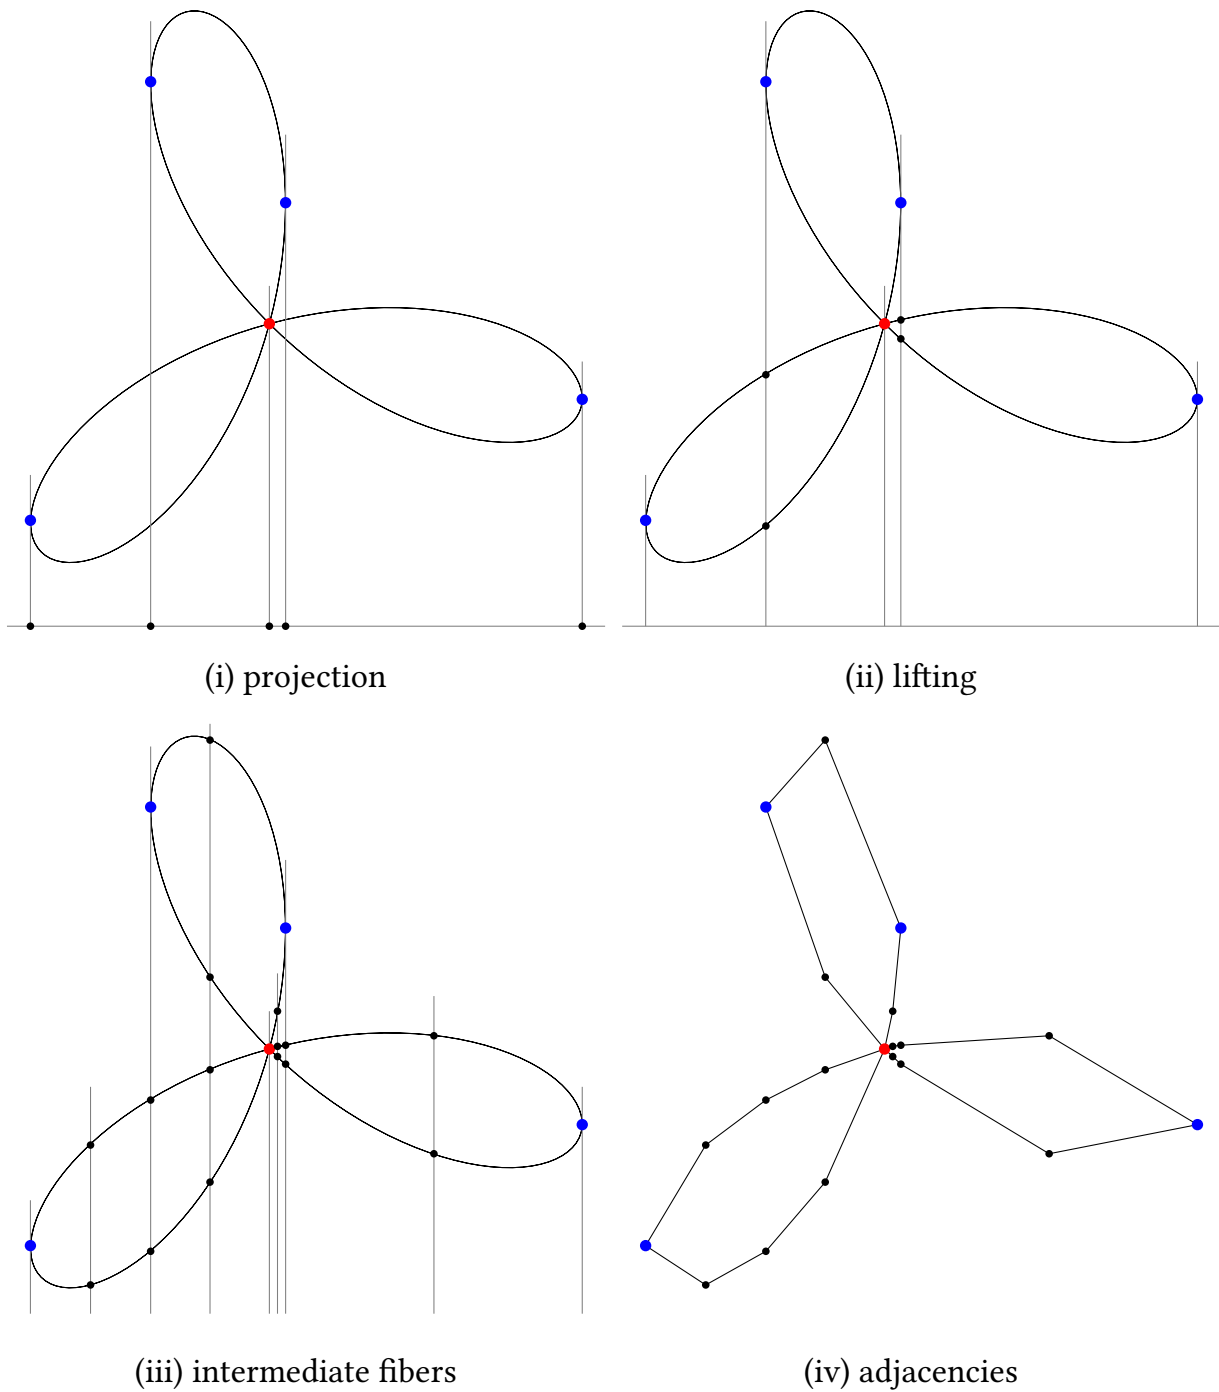 (i) projection
(ii) lifting
(iii) intermediate fibers
(iv) adjacencies